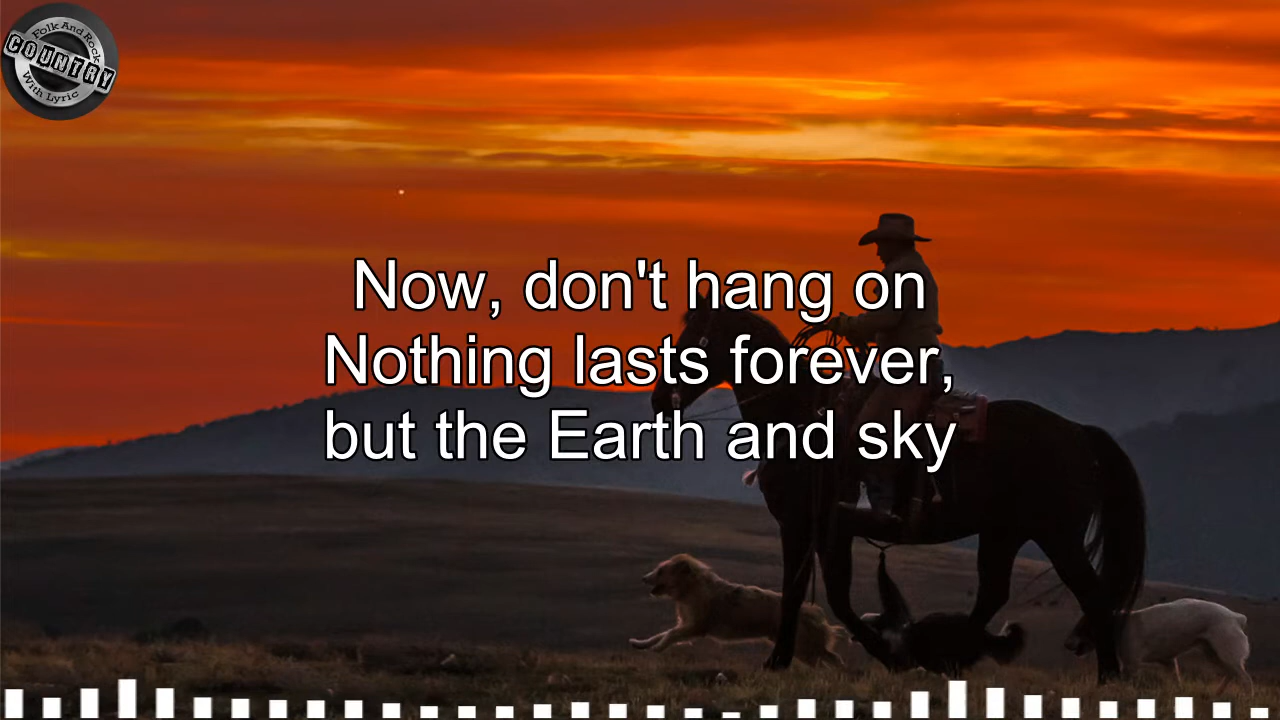 Folk And Rock
COUNTRY
With Lyric
Now, don't hang on
Nothing lasts forever,
but the Earth and sky